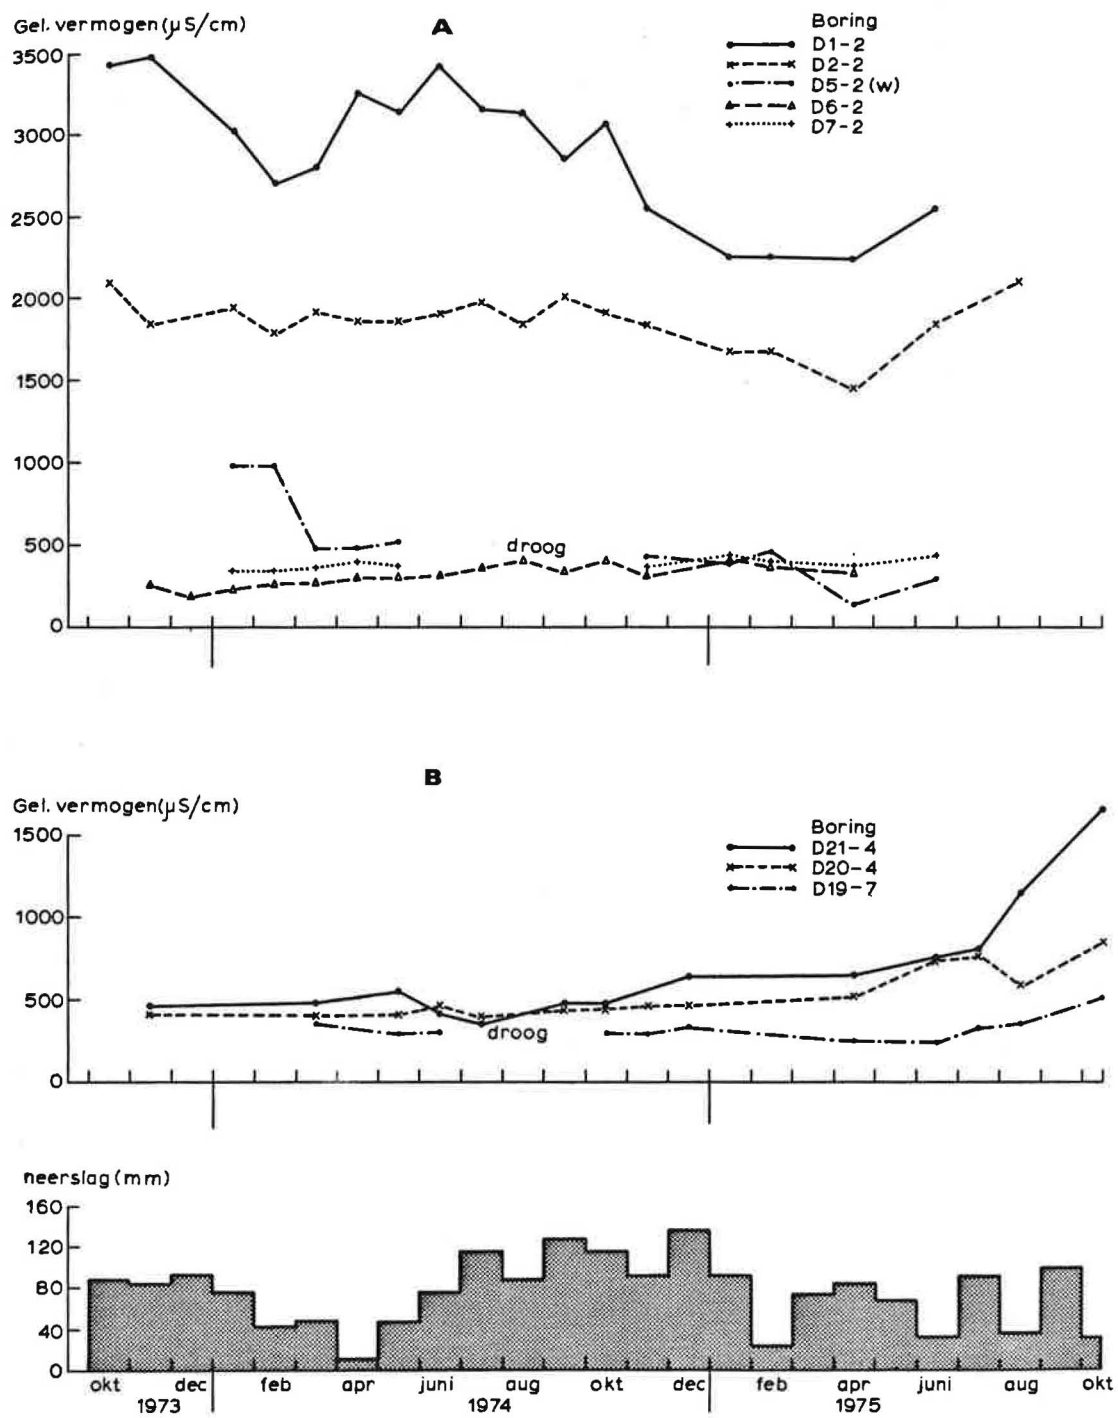 A
Gel. vermogen (µS/cm)
Boring
D1-2
D2-2
D5-2 (w)
D6-2
D7-2
3500
3000
2500
2000
1500
1000
500
0
droog
B
Gel. vermogen (µS/cm)
Boring
D21-4
D20-4
D19-7
1500
1000
500
0
droog
neerslag (mm)
160
120
80
40
0
okt dec feb apr juni aug okt dec feb apr juni aug okt
1973 1974 1975